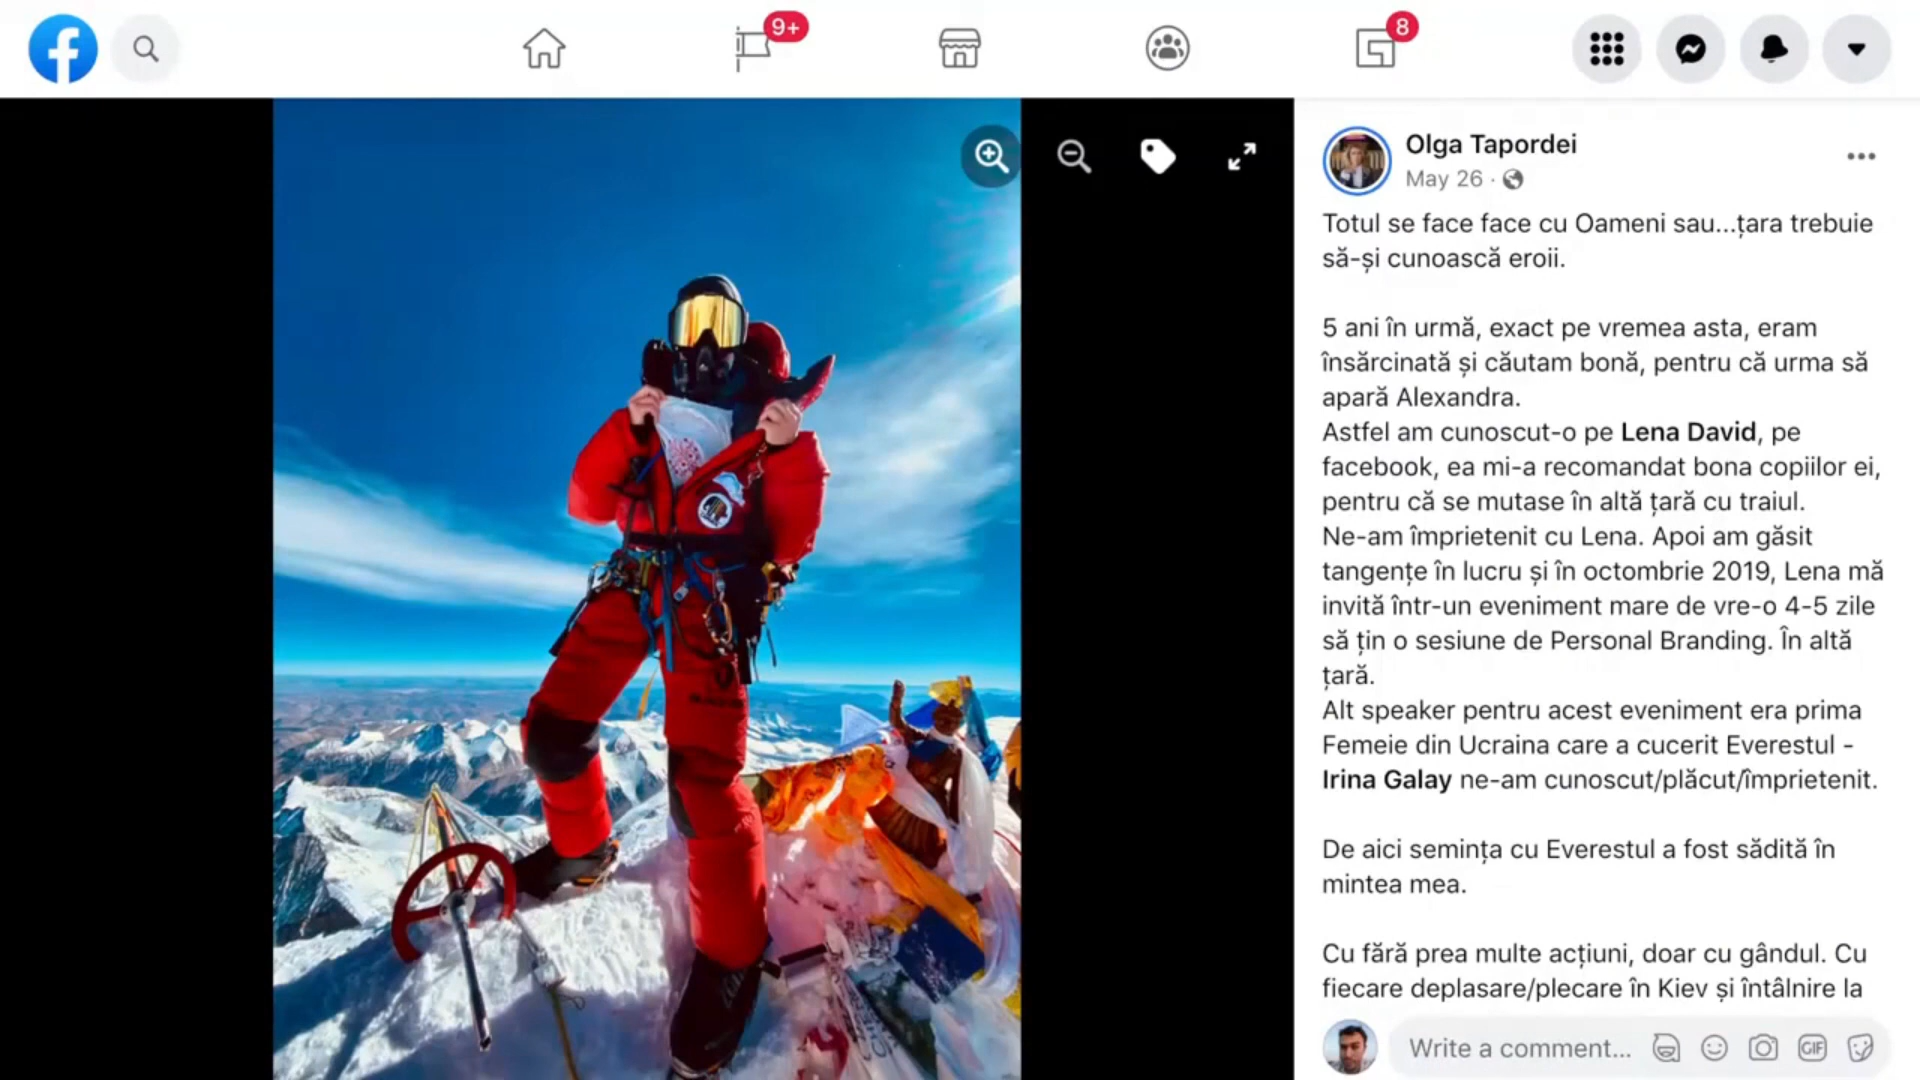 9+
8
Olga Tapordei
May 26 ·
Totul se face face cu Oameni sau...țara trebuie
să-și cunoască eroii.
5 ani în urmă, exact pe vremea asta, eram
însărcinată și căutam bonă, pentru că urma să
apară Alexandra.
Astfel am cunoscut-o pe Lena David, pe
facebook, ea mi-a recomandat bona copiilor ei,
pentru că se mutase în altă țară cu traiul.
Ne-am împrietenit cu Lena. Apoi am găsit
tangențe în lucru și în octombrie 2019, Lena mă
invită într-un eveniment mare de vre-o 4-5 zile
să țin o sesiune de Personal Branding. În altă
țară.
Alt speaker pentru acest eveniment era prima
Femeie din Ucraina care a cucerit Everestul -
Irina Galay ne-am cunoscut/plăcut/împrietenit.
De aici semința cu Everestul a fost sădită în
mintea mea.
Cu fără prea multe acțiuni, doar cu gândul. Cu
fiecare deplasare/plecare în Kiev și întâlnire la
Write a comment...
GIF